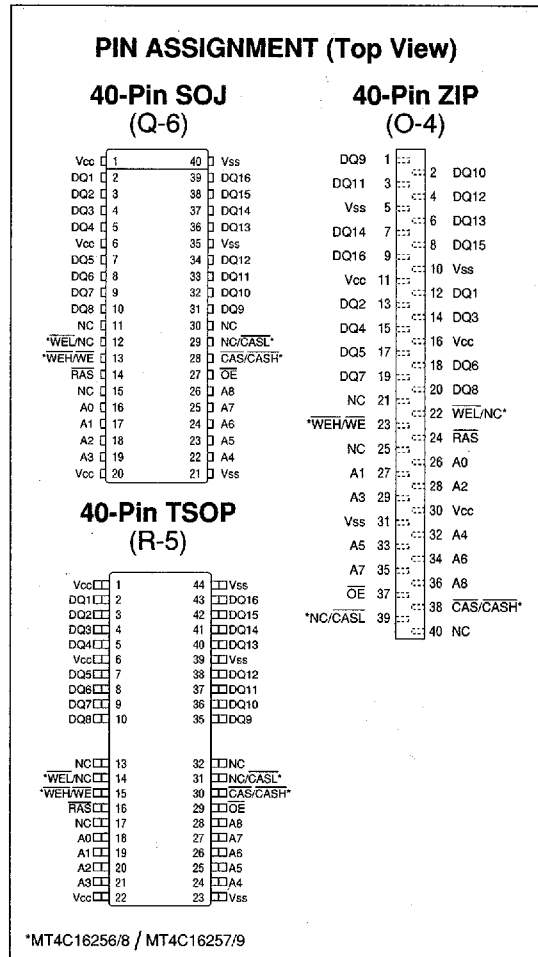 PIN ASSIGNMENT (Top View)
40-Pin SOJ
(Q-6)
Vcc 1 40 Vss
DQ1 2 39 DQ16
DQ2 3 38 DQ15
DQ3 4 37 DQ14
DQ4 5 36 DQ13
Vcc 6 35 Vss
DQ5 7 34 DQ12
DQ6 8 33 DQ11
DQ7 9 32 DQ10
DQ8 10 31 DQ9
NC 11 30 NC
*WEL/NC 12 29 NC/CASL*
*WEH/WE 13 28 CAS/CASH*
RAS 14 27 OE
NC 15 26 A8
A0 16 25 A7
A1 17 24 A6
A2 18 23 A5
A3 19 22 A4
Vcc 20 21 Vss
40-Pin TSOP
(R-5)
Vcc 1 44 Vss
DQ1 2 43 DQ16
DQ2 3 42 DQ15
DQ3 4 41 DQ14
DQ4 5 40 DQ13
Vcc 6 39 Vss
DQ5 7 38 DQ12
DQ6 8 37 DQ11
DQ7 9 36 DQ10
DQ8 10 35 DQ9
NC 13 32 NC
*WEL/NC 14 31 NC/CASL*
*WEH/WE 15 30 CAS/CASH*
RAS 16 29 OE
NC 17 28 A8
A0 18 27 A7
A1 19 26 A6
A2 20 25 A5
A3 21 24 A4
Vcc 22 23 Vss
40-Pin ZIP
(O-4)
DQ9 1
2 DQ10
DQ11 3
4 DQ12
Vss 5
6 DQ13
DQ14 7
8 DQ15
DQ16 9
10 Vss
Vcc 11
12 DQ1
DQ2 13
14 DQ3
DQ4 15
16 Vcc
DQ5 17
18 DQ6
DQ7 19
20 DQ8
NC 21
22 WEL/NC*
*WEH/WE 23
24 RAS
NC 25
26 A0
A1 27
28 A2
A3 29
30 Vcc
Vss 31
32 A4
A5 33
34 A6
A7 35
36 A8
OE 37
38 CAS/CASH*
*NC/CASL 39
40 NC
*MT4C16256/8 / MT4C16257/9